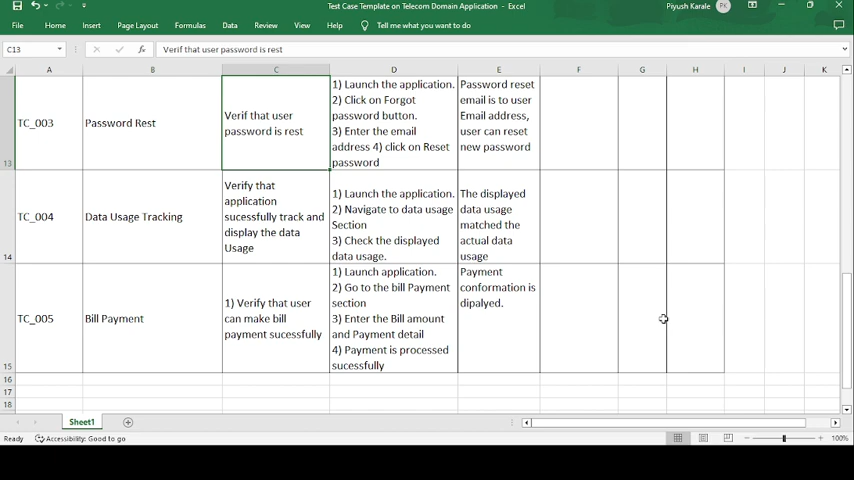 Test Case Template on Telecom Domain Application - Excel
Piyush Karale
PK
File Home Insert Page Layout Formulas Data Review View Help Tell me what you want to do
C13 fx Verif that user password is rest
A B C D E F G H I J K
13
TC_003
Password Rest
Verif that user
password is rest
1) Launch the application.
2) Click on Forgot
password button.
3) Enter the email
address 4) click on Reset
password
Password reset
email is to user
Email address,
user can reset
new password
14
TC_004
Data Usage Tracking
Verify that
application
sucessfully track and
display the data
Usage
1) Launch the application.
2) Navigate to data usage
Section
3) Check the displayed
data usage.
The displayed
data usage
matched the
actual data
usage
15
TC_005
Bill Payment
1) Verify that user
can make bill
payment sucessfully
1) Launch application.
2) Go to the bill Payment
section
3) Enter the Bill amount
and Payment detail
4) Payment is processed
sucessfully
Payment
conformation is
dipalyed.
16
17
18
Sheet1
Ready Accessibility: Good to go 100%